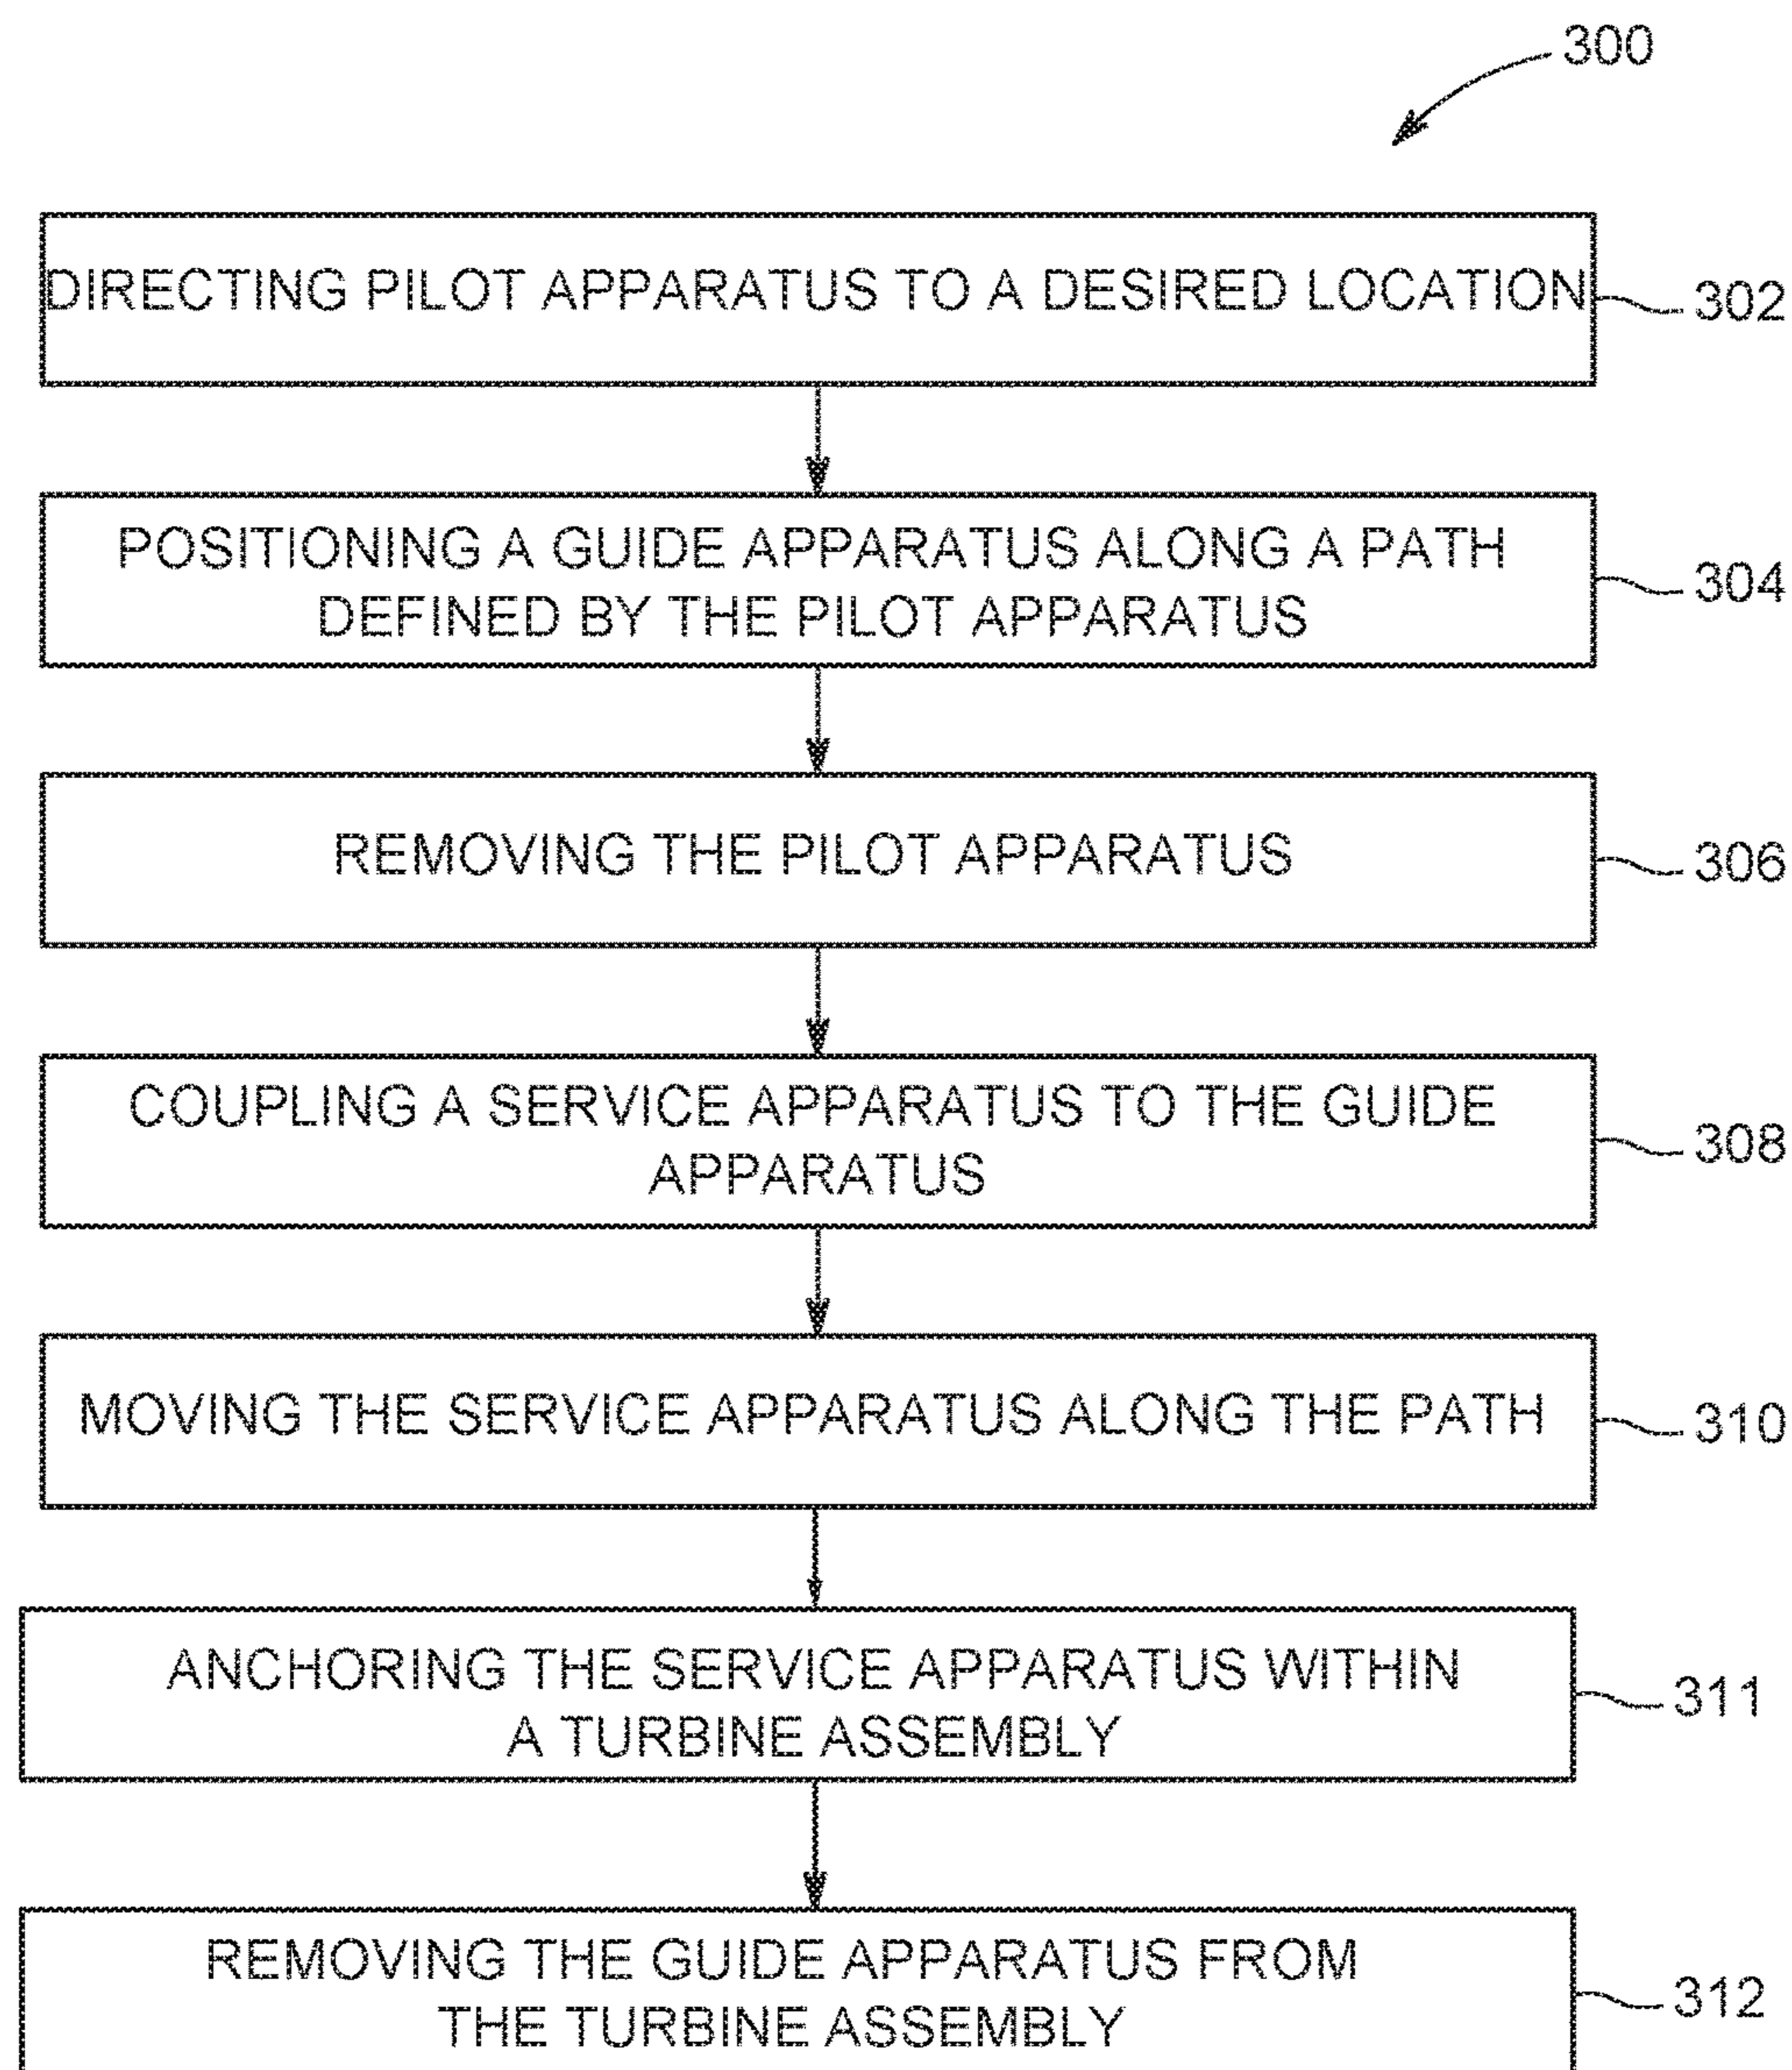 300
DIRECTING PILOT APPARATUS TO A DESIRED LOCATION
302
POSITIONING A GUIDE APPARATUS ALONG A PATH
DEFINED BY THE PILOT APPARATUS
304
REMOVING THE PILOT APPARATUS
306
COUPLING A SERVICE APPARATUS TO THE GUIDE
APPARATUS
308
MOVING THE SERVICE APPARATUS ALONG THE PATH
310
ANCHORING THE SERVICE APPARATUS WITHIN
A TURBINE ASSEMBLY
311
REMOVING THE GUIDE APPARATUS FROM
THE TURBINE ASSEMBLY
312